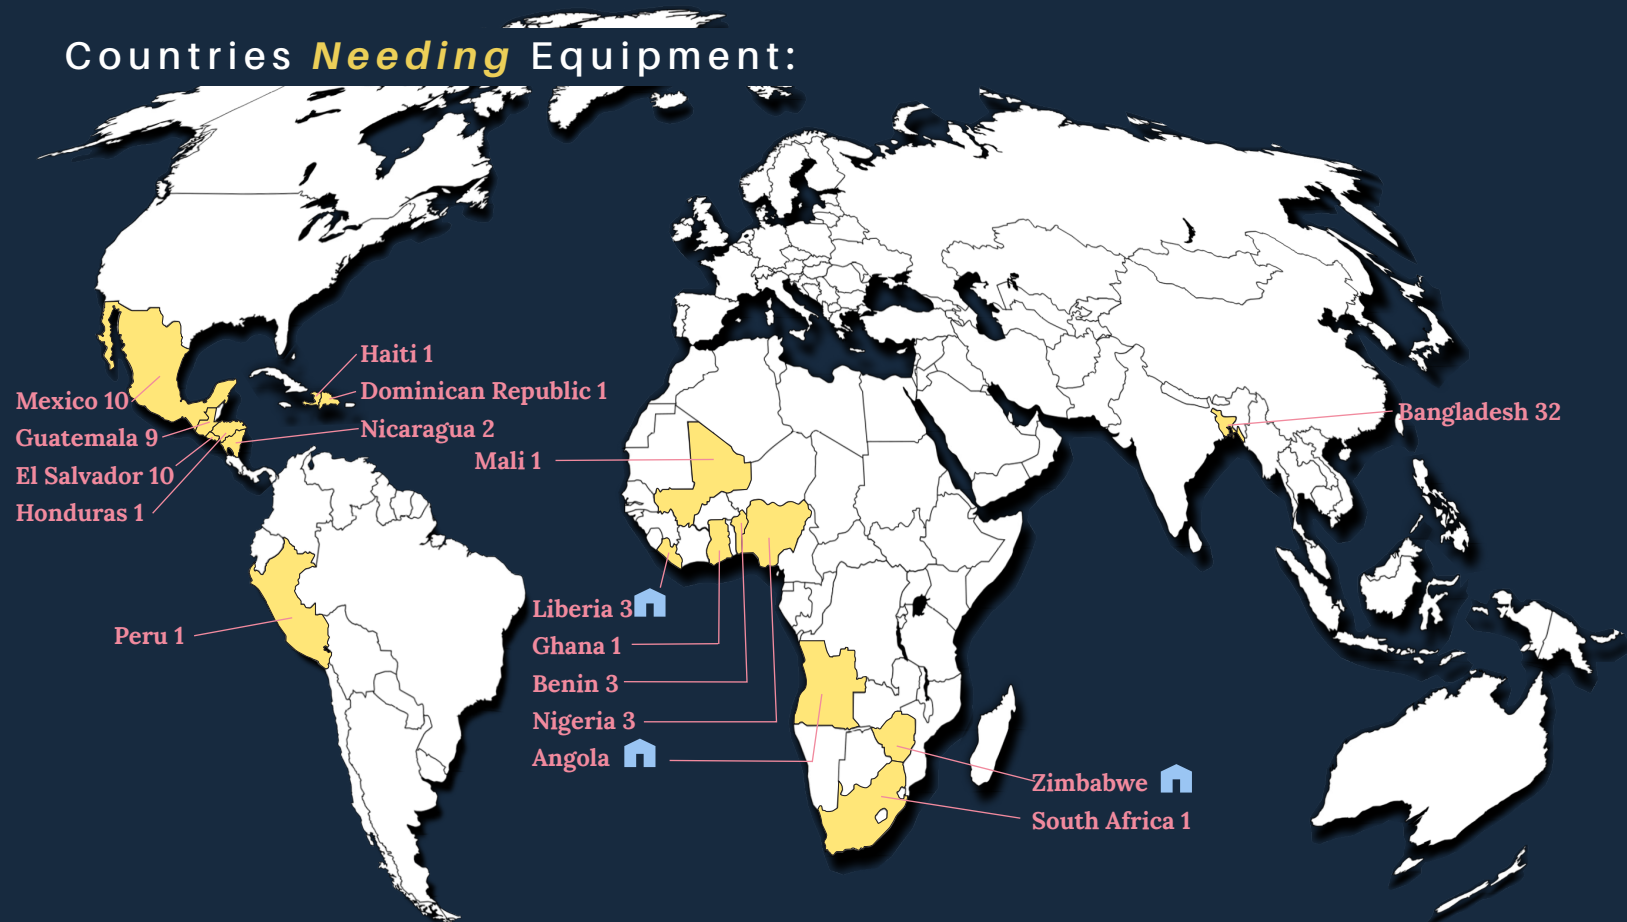 Countries Needing Equipment:
Haiti 1
Dominican Republic 1
Mexico 10
Guatemala 9
Nicaragua 2
El Salvador 10
Honduras 1
Mali 1
Bangladesh 32
Peru 1
Liberia 3
Ghana 1
Benin 3
Nigeria 3
Angola
Zimbabwe
South Africa 1